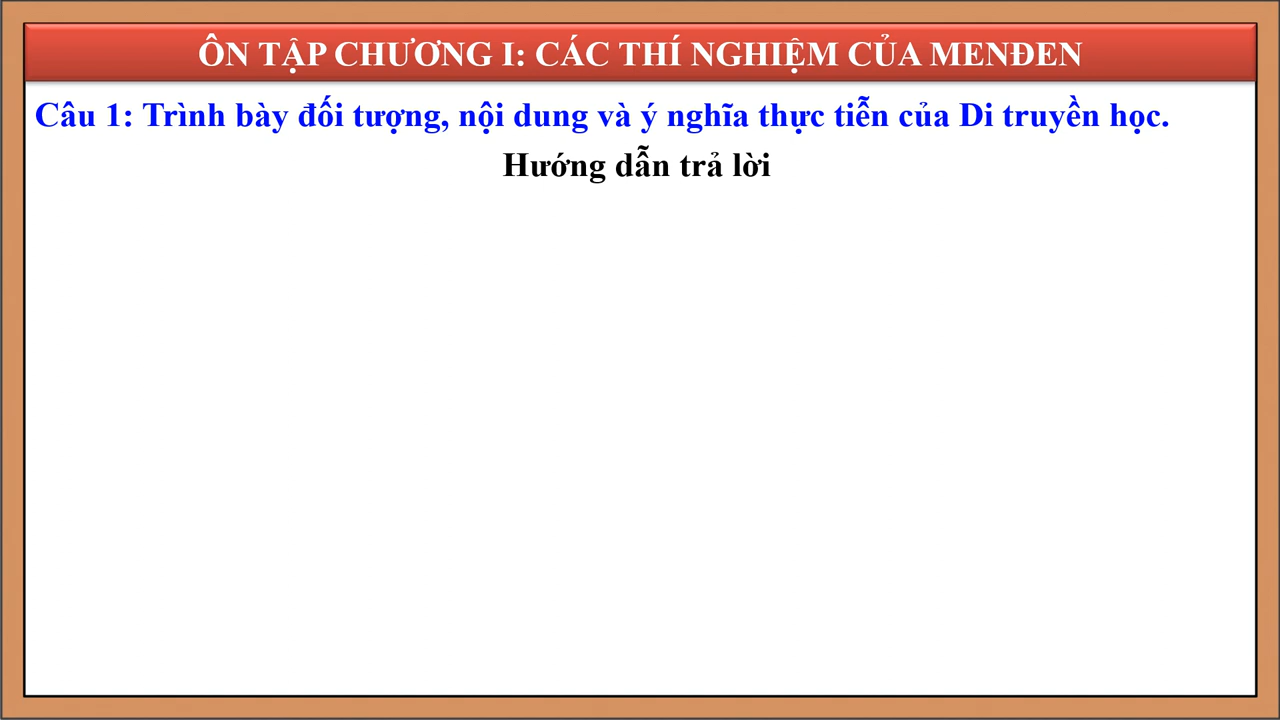 ÔN TẬP CHƯƠNG I: CÁC THÍ NGHIỆM CỦA MENĐEN
Câu 1: Trình bày đối tượng, nội dung và ý nghĩa thực tiễn của Di truyền học.
Hướng dẫn trả lời